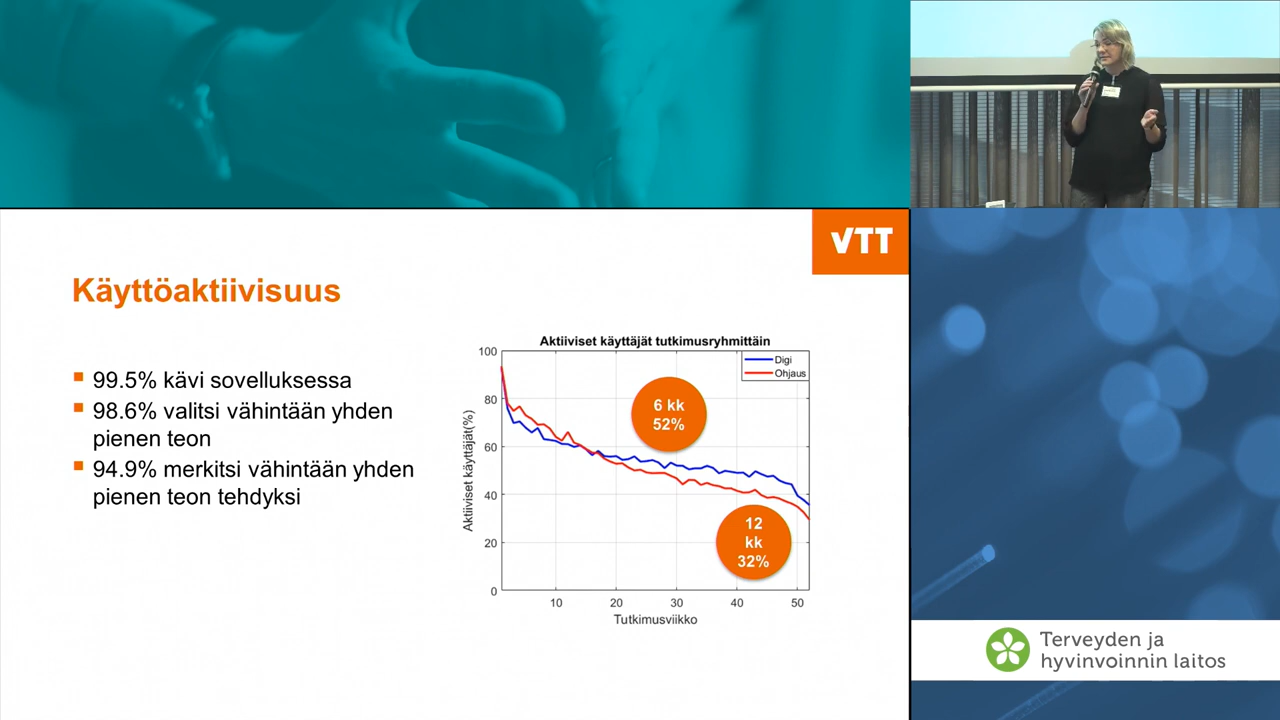 VTT
Käyttöaktiivisuus
99.5% kävi sovelluksessa
98.6% valitsi vähintään yhden
pienen teon
94.9% merkitsi vähintään yhden
pienen teon tehdyksi
Aktiiviset käyttäjät tutkimusryhmittäin
Digi
Ohjaus
6 kk
52%
12
kk
32%
Aktiiviset käyttäjät(%)
100
80
60
40
20
0
10
20
30
40
50
Tutkimusviikko
Terveyden ja
hyvinvoinnin laitos